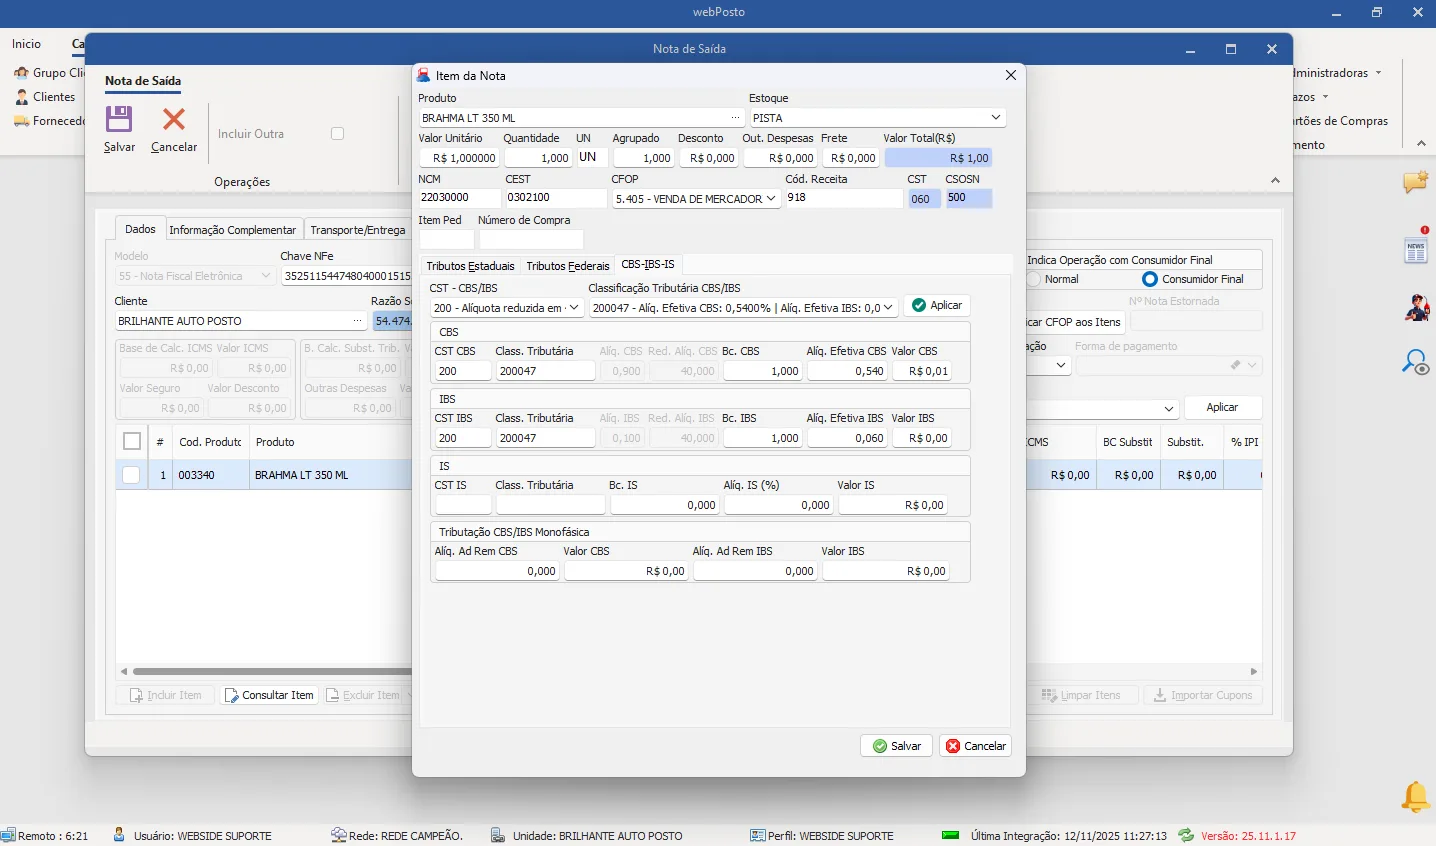 webPosto
Inicio
Ca
Grupo Clie
Clientes
Fornecedo
dministradoras
azos
artões de Compras
mento
Nota de Saída
Nota de Saída
Salvar
Cancelar
Incluir Outra
Operações
Dados
Informação Complementar
Transporte/Entrega
Modelo
Chave NFe
55 - Nota Fiscal Eletrônica
352511544748040001515
Cliente
Razão So
BRILHANTE AUTO POSTO
...
54.474.
Base de Calc. ICMS
Valor ICMS
B. Calc. Subst. Trib.
R$ 0,00
R$ 0,00
R$ 0,00
Valor Seguro
Valor Desconto
Outras Despesas
Va
R$ 0,00
R$ 0,00
R$ 0,00
#
Cod. Produto
Produto
1
003340
BRAHMA LT 350 ML
Incluir Item
Consultar Item
Excluir Item
Item da Nota
Produto
Estoque
BRAHMA LT 350 ML
...
PISTA
Valor Unitário
Quantidade
UN
Agrupado
Desconto
Out. Despesas
Frete
Valor Total(R$)
R$ 1,000000
1,000
UN
1,000
R$ 0,000
R$ 0,000
R$ 0,000
R$ 1,00
NCM
CEST
CFOP
Cód. Receita
CST
CSOSN
22030000
0302100
5.405 - VENDA DE MERCADOR
918
060
500
Item Ped
Número de Compra
Tributos Estaduais
Tributos Federais
CBS-IBS-IS
CST - CBS/IBS
Classificação Tributária CBS/IBS
200 - Alíquota reduzida em
200047 - Alíq. Efetiva CBS: 0,5400% | Alíq. Efetiva IBS: 0,0
Aplicar
CBS
CST CBS
Class. Tributária
Alíq. CBS
Red. Alíq. CBS
Bc. CBS
Alíq. Efetiva CBS
Valor CBS
200
200047
0,900
40,000
1,000
0,540
R$ 0,01
IBS
CST IBS
Class. Tributária
Alíq. IBS
Red. Alíq. IBS
Bc. IBS
Alíq. Efetiva IBS
Valor IBS
200
200047
0,100
40,000
1,000
0,060
R$ 0,00
IS
CST IS
Class. Tributária
Bc. IS
Alíq. IS (%)
Valor IS
0,000
0,000
R$ 0,00
Tributação CBS/IBS Monofásica
Alíq. Ad Rem CBS
Valor CBS
Alíq. Ad Rem IBS
Valor IBS
0,000
R$ 0,00
0,000
R$ 0,00
Salvar
Cancelar
Indica Operação com Consumidor Final
Normal
Consumidor Final
Nº Nota Estornada
icar CFOP aos Itens
ação
Forma de pagamento
Aplicar
ICMS
BC Substit
Substit.
% IPI
R$ 0,00
R$ 0,00
R$ 0,00
Limpar Itens
Importar Cupons
NEWS
Remoto : 6:21
Usuário: WEBSIDE SUPORTE
Rede: REDE CAMPEÃO.
Unidade: BRILHANTE AUTO POSTO
Perfil: WEBSIDE SUPORTE
Última Integração: 12/11/2025 11:27:13
Versão: 25.11.1.17